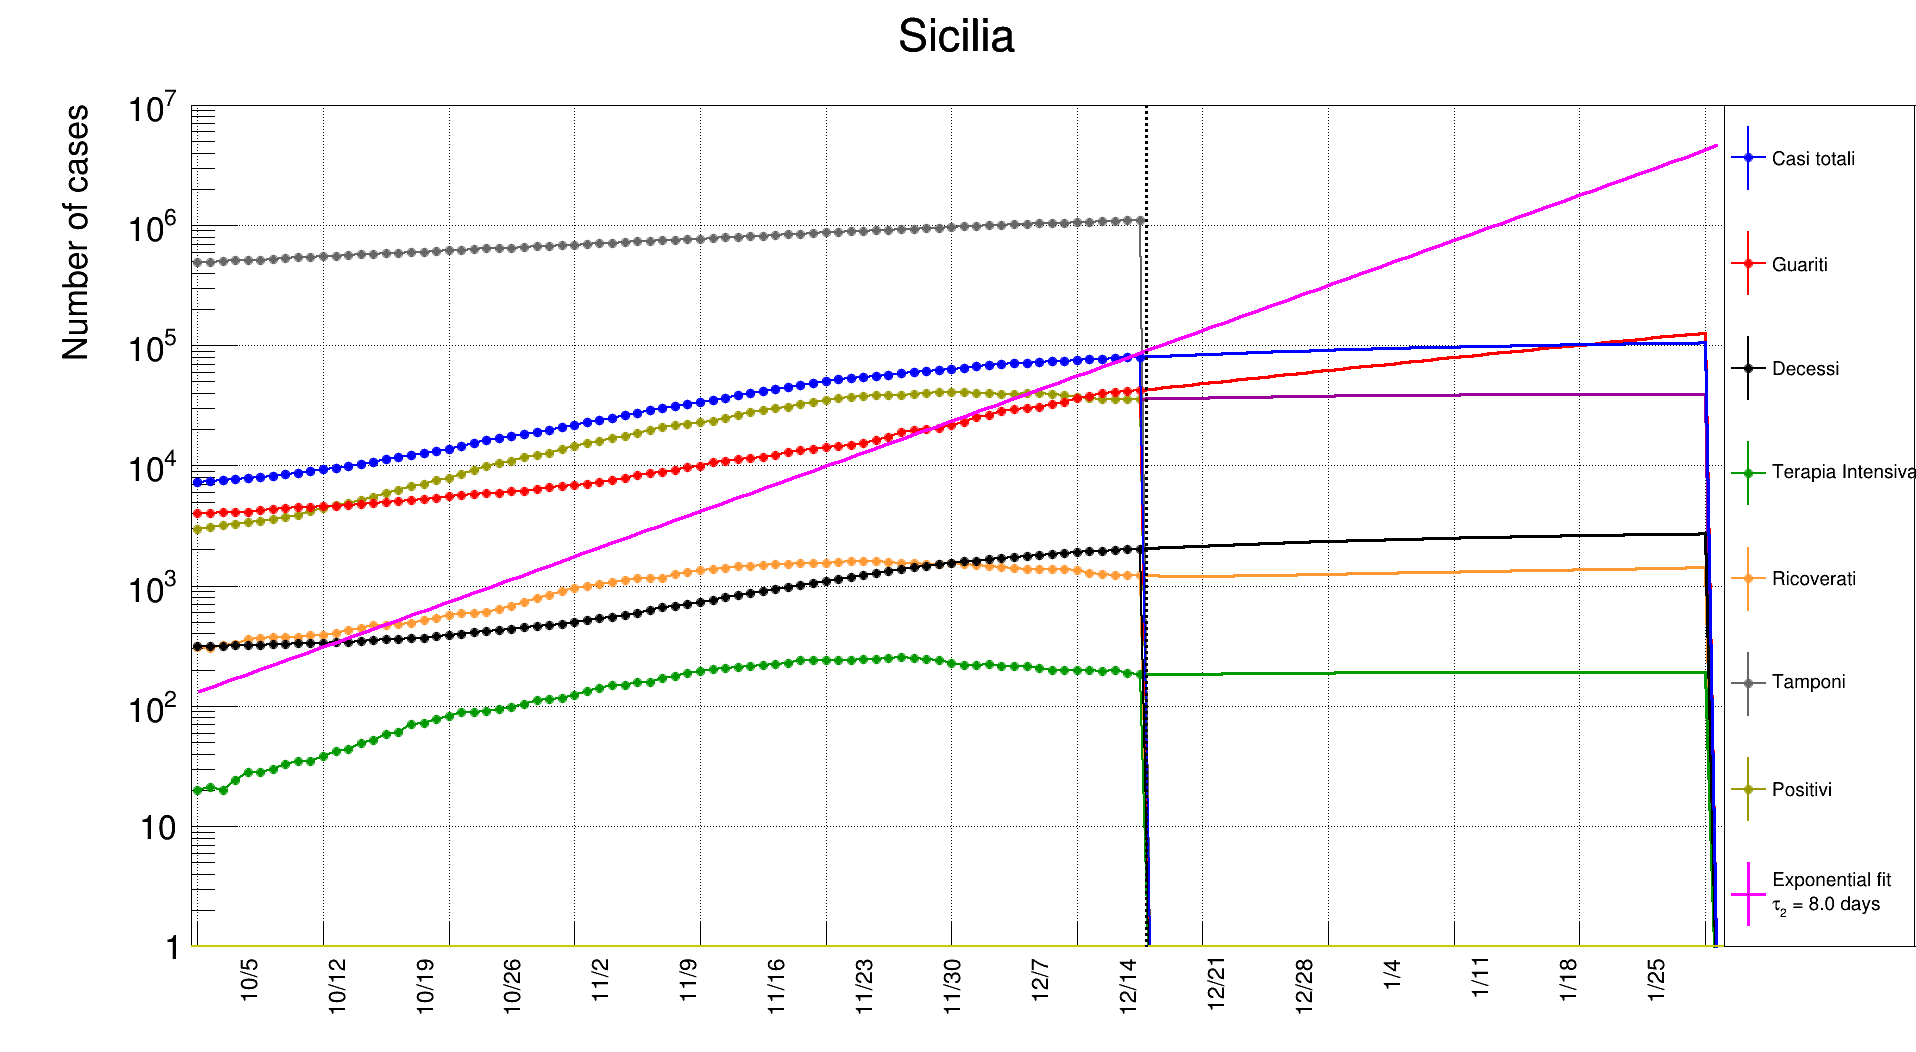 Sicilia
Number of cases
10^7
10^6
10^5
10^4
10^3
10^2
10
1
10/5
10/12
10/19
10/26
11/2
11/9
11/16
11/23
11/30
12/7
12/14
12/21
12/28
1/4
1/11
1/18
1/25
Casi totali
Guariti
Decessi
Terapia Intensiva
Ricoverati
Tamponi
Positivi
Exponential fit
τ₂ = 8.0 days